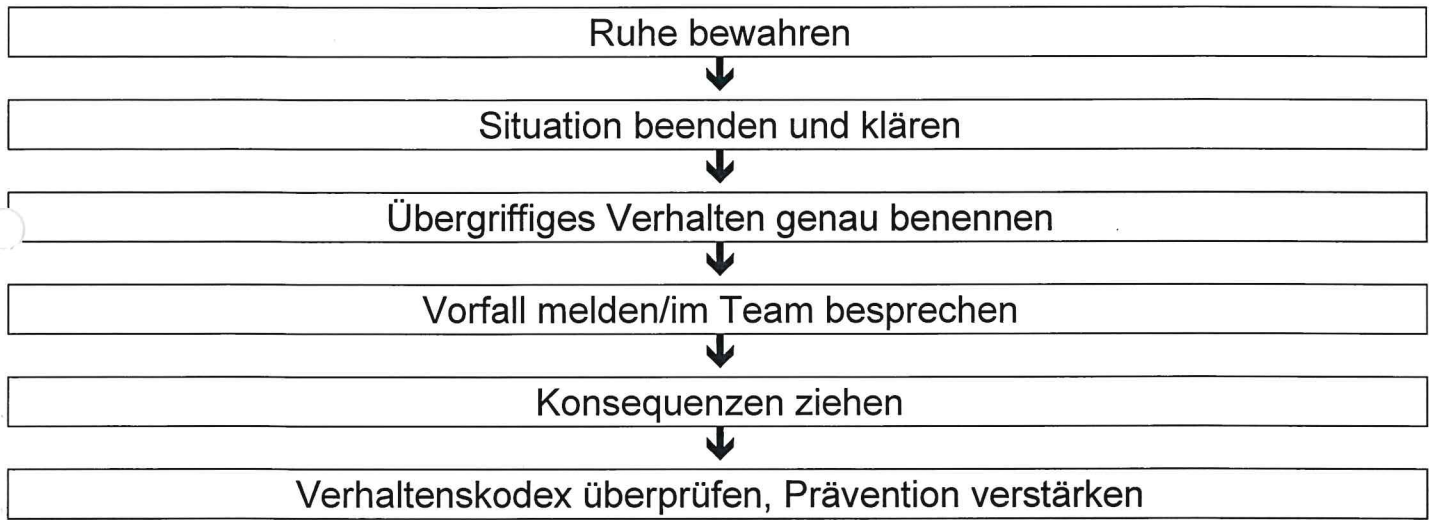 Ruhe bewahren
Situation beenden und klären
Übergriffiges Verhalten genau benennen
Vorfall melden/im Team besprechen
Konsequenzen ziehen
Verhaltenskodex überprüfen, Prävention verstärken